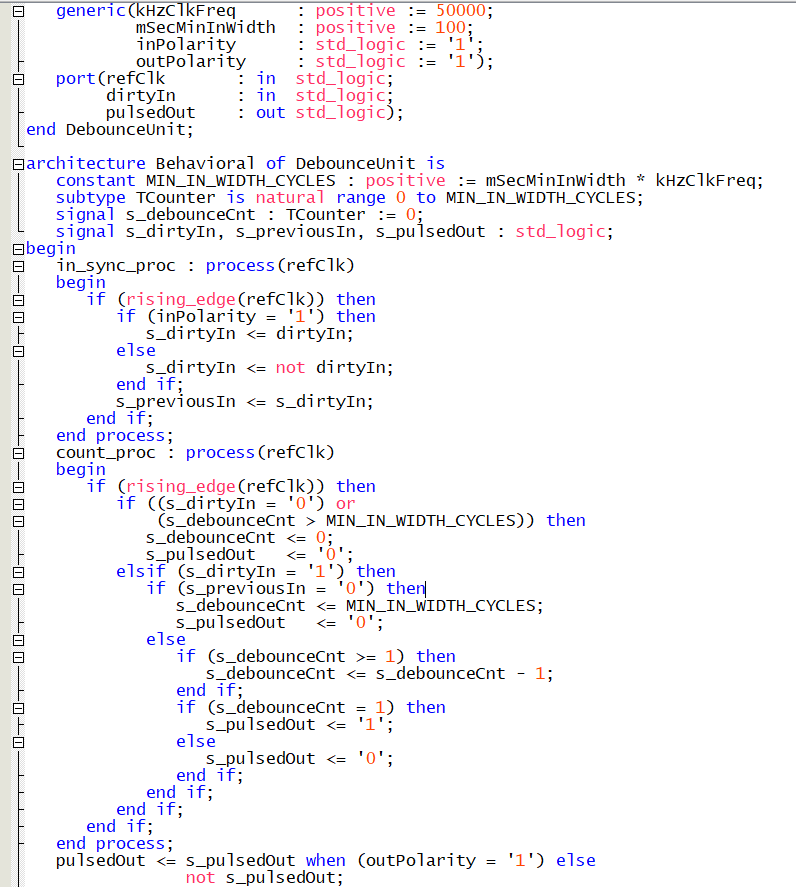 generic(kHzClkFreq      : positive := 50000;
        mSecMinInWidth  : positive := 100;
        inPolarity      : std_logic := '1';
        outPolarity     : std_logic := '1');
port(refClk       : in  std_logic;
     dirtyIn      : in  std_logic;
     pulsedOut    : out std_logic);
end DebounceUnit;
architecture Behavioral of DebounceUnit is
   constant MIN_IN_WIDTH_CYCLES : positive := mSecMinInWidth * kHzClkFreq;
   subtype TCounter is natural range 0 to MIN_IN_WIDTH_CYCLES;
   signal s_debounceCnt : TCounter := 0;
   signal s_dirtyIn, s_previousIn, s_pulsedOut : std_logic;
begin
   in_sync_proc : process(refClk)
   begin
      if (rising_edge(refClk)) then
         if (inPolarity = '1') then
            s_dirtyIn <= dirtyIn;
         else
            s_dirtyIn <= not dirtyIn;
         end if;
         s_previousIn <= s_dirtyIn;
      end if;
   end process;
   count_proc : process(refClk)
   begin
      if (rising_edge(refClk)) then
         if ((s_dirtyIn = '0') or
             (s_debounceCnt > MIN_IN_WIDTH_CYCLES)) then
            s_debounceCnt <= 0;
            s_pulsedOut   <= '0';
         elsif (s_dirtyIn = '1') then
            if (s_previousIn = '0') then
               s_debounceCnt <= MIN_IN_WIDTH_CYCLES;
               s_pulsedOut   <= '0';
            else
               if (s_debounceCnt >= 1) then
                  s_debounceCnt <= s_debounceCnt - 1;
               end if;
               if (s_debounceCnt = 1) then
                  s_pulsedOut <= '1';
               else
                  s_pulsedOut <= '0';
               end if;
            end if;
         end if;
      end if;
   end process;
   pulsedOut <= s_pulsedOut when (outPolarity = '1') else
                not s_pulsedOut;